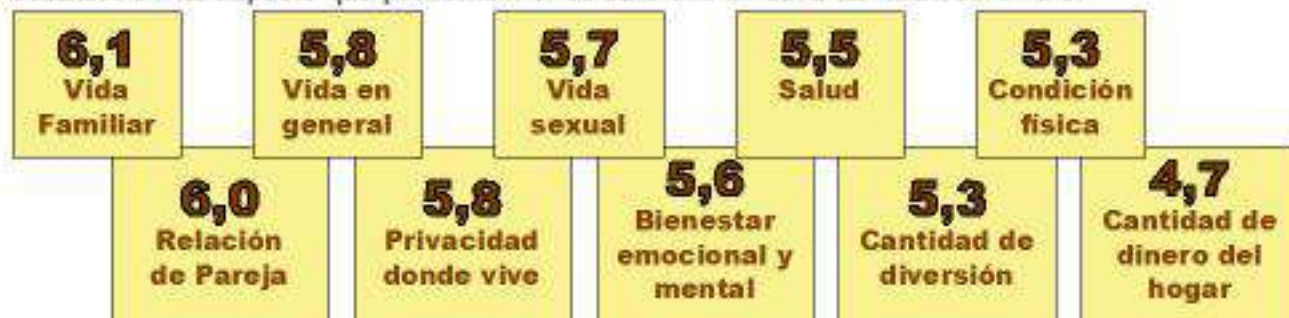 6,1
Vida
Familiar
6,0
Relación
de Pareja
5,8
Vida en
general
5,8
Privacidad
donde vive
5,7
Vida
sexual
5,6
Bienestar
emocional y
mental
5,5
Salud
5,3
Cantidad de
diversión
5,3
Condición
física
4,7
Cantidad de
dinero del
hogar